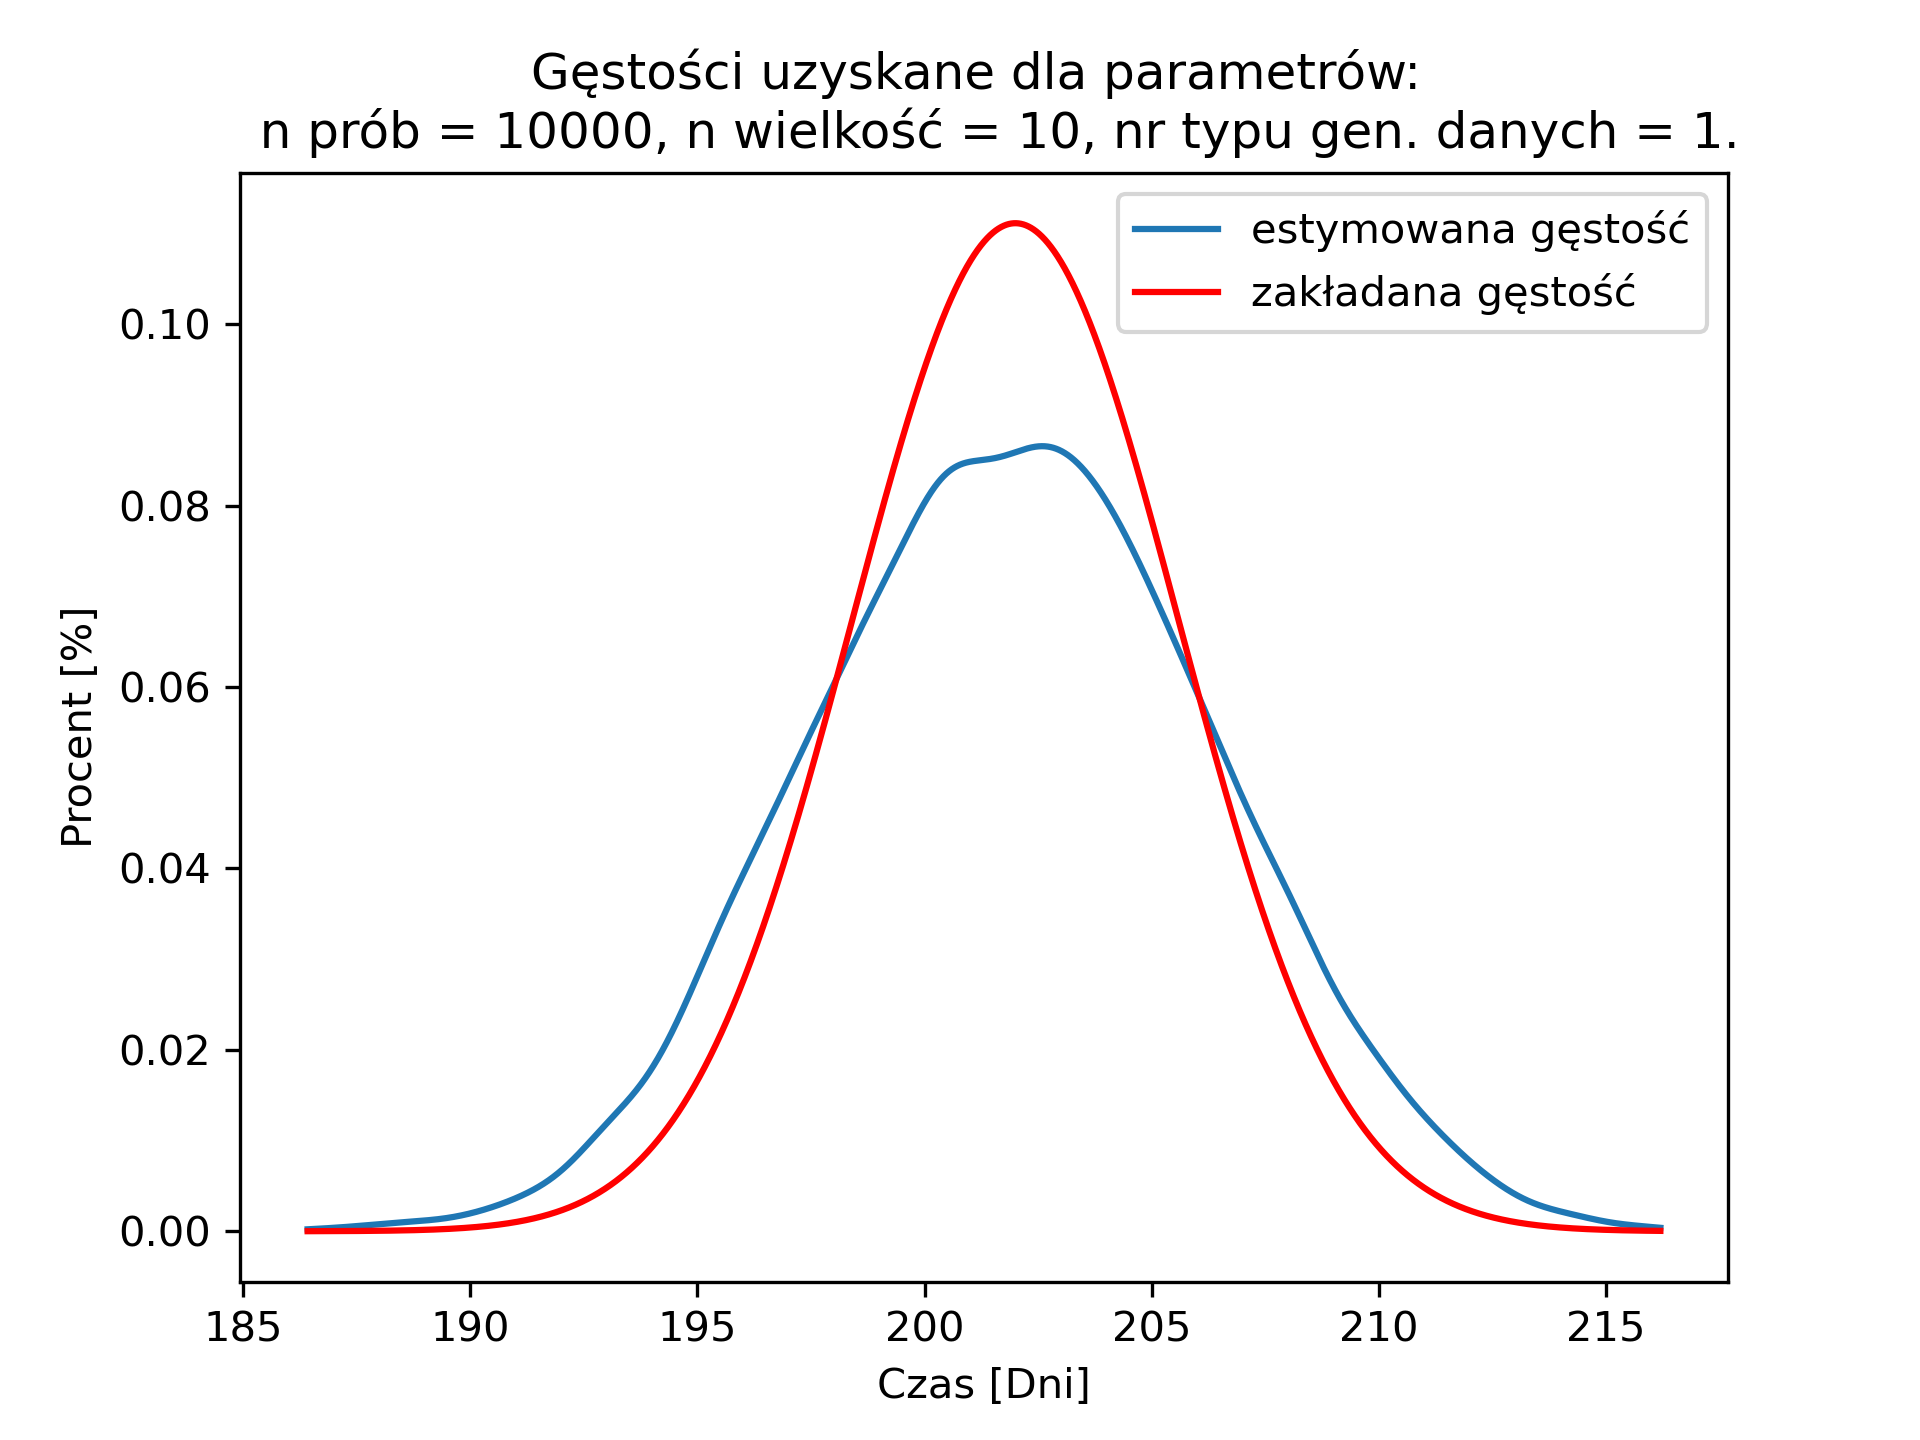 Gęstości uzyskane dla parametrów:
n prób = 10000, n wielkość = 10, nr typu gen. danych = 1.
estymowana gęstość
zakładana gęstość
0.10
0.08
0.06
0.04
0.02
0.00
Procent [%]
185 190 195 200 205 210 215
Czas [Dni]